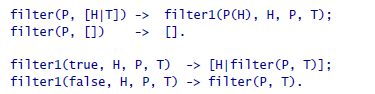 filter(P, [H|T]) ->  filter1(P(H), H, P, T);
filter(P, [])    ->  [].

filter1(true, H, P, T)  -> [H|filter(P, T)];
filter1(false, H, P, T) -> filter(P, T).